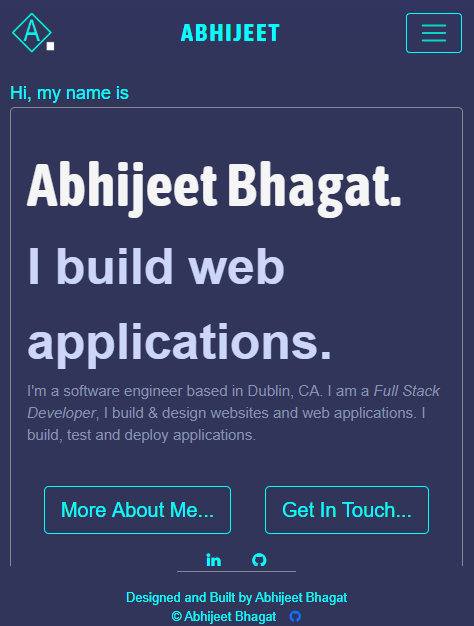 A
ABHIJEET
Hi, my name is
Abhijeet Bhagat.
I build web
applications.
I'm a software engineer based in Dublin, CA. I am a Full Stack
Developer, I build & design websites and web applications. I
build, test and deploy applications.
More About Me... Get In Touch...
in
Designed and Built by Abhijeet Bhagat
© Abhijeet Bhagat